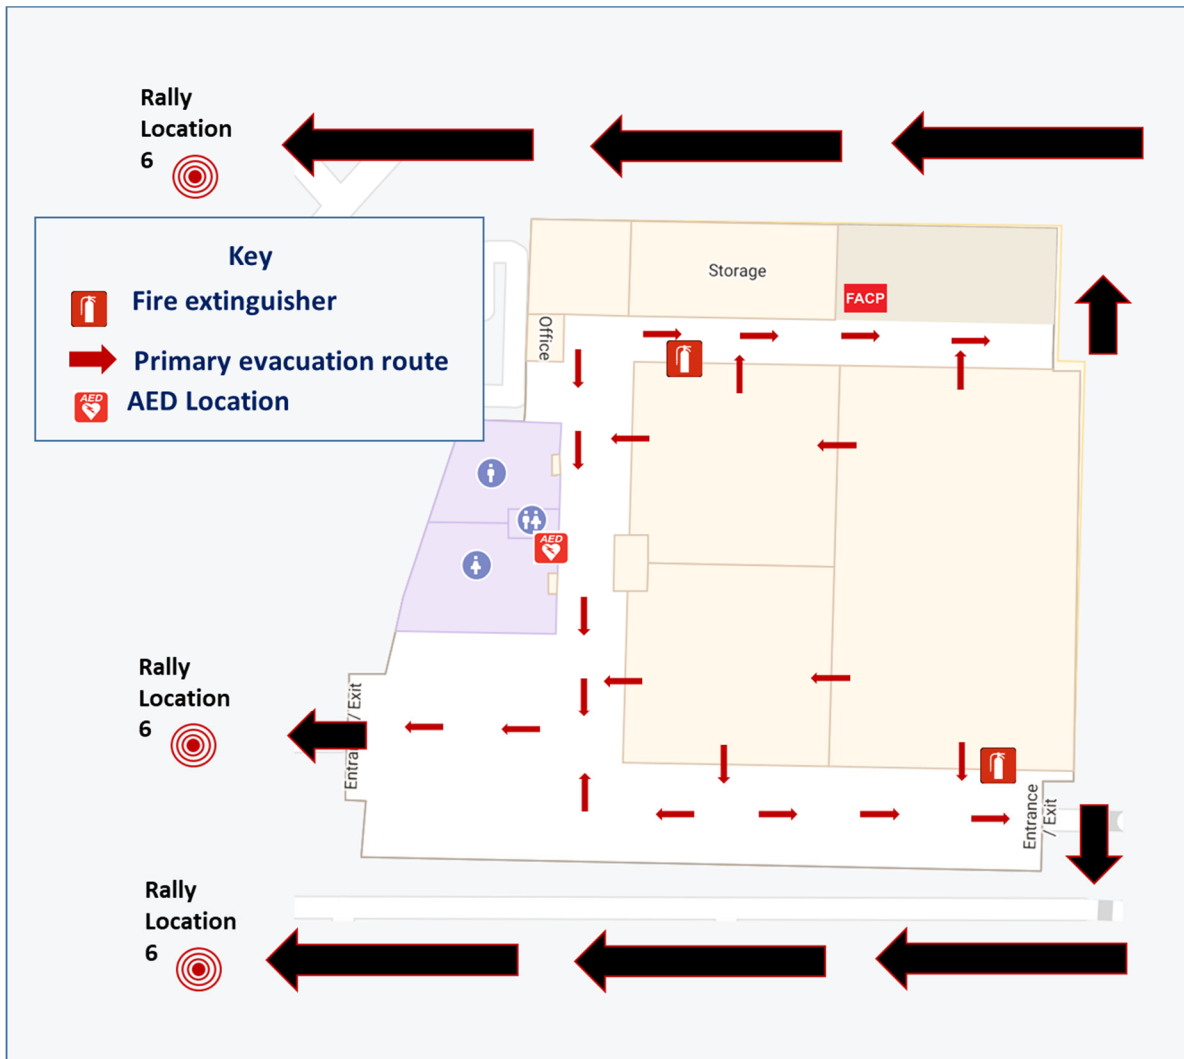 Rally
Location
6
Key
Fire extinguisher
Primary evacuation route
AED Location
AED
Storage
FACP
Office
AED
Rally
Location
6
Entrance / Exit
Entrance
/ Exit
Rally
Location
6